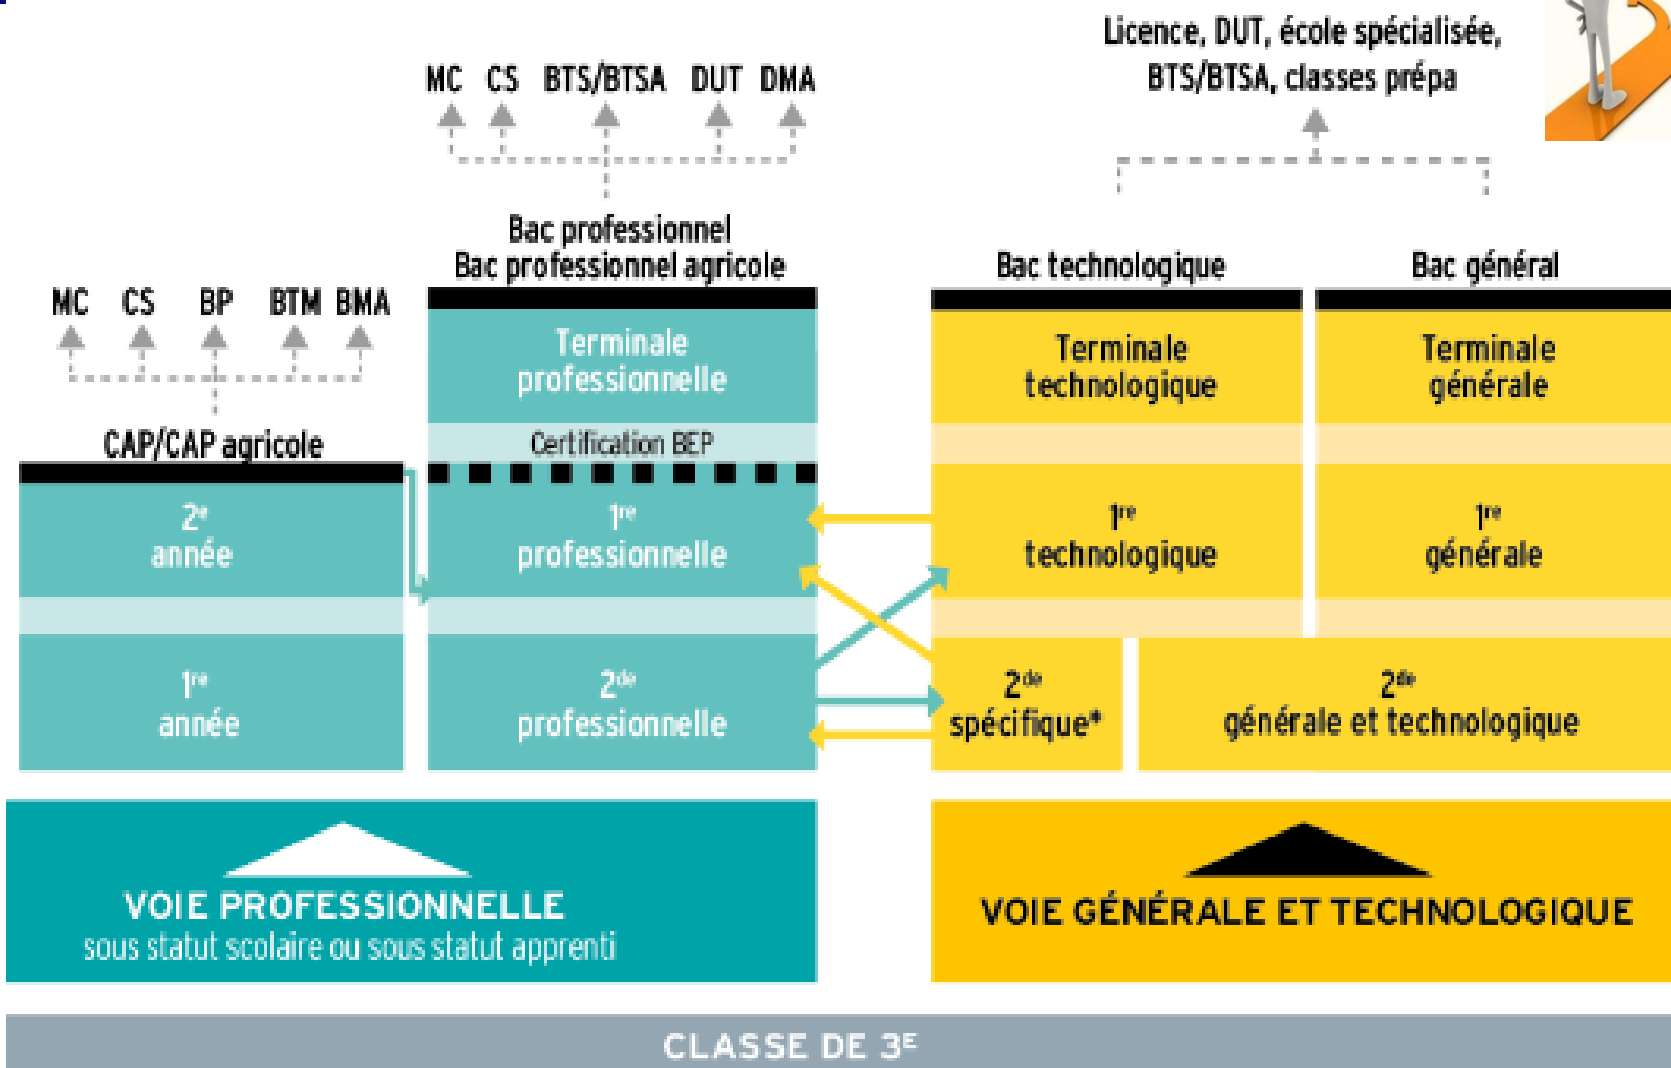 Licence, DUT, école spécialisée,
BTS/BTSA, classes prépa
MC CS BTS/BTSA DUT DMA
Bac professionnel
Bac professionnel agricole
Bac technologique
Bac général
MC CS BP BTM BMA
Terminale
professionnelle
Terminale
technologique
Terminale
générale
CAP/CAP agricole
Certification BEP
2e
année
1re
professionnelle
1re
technologique
1re
générale
1re
année
2de
professionnelle
2de
spécifique*
2de
générale et technologique
VOIE PROFESSIONNELLE
sous statut scolaire ou sous statut apprenti
VOIE GÉNÉRALE ET TECHNOLOGIQUE
CLASSE DE 3E